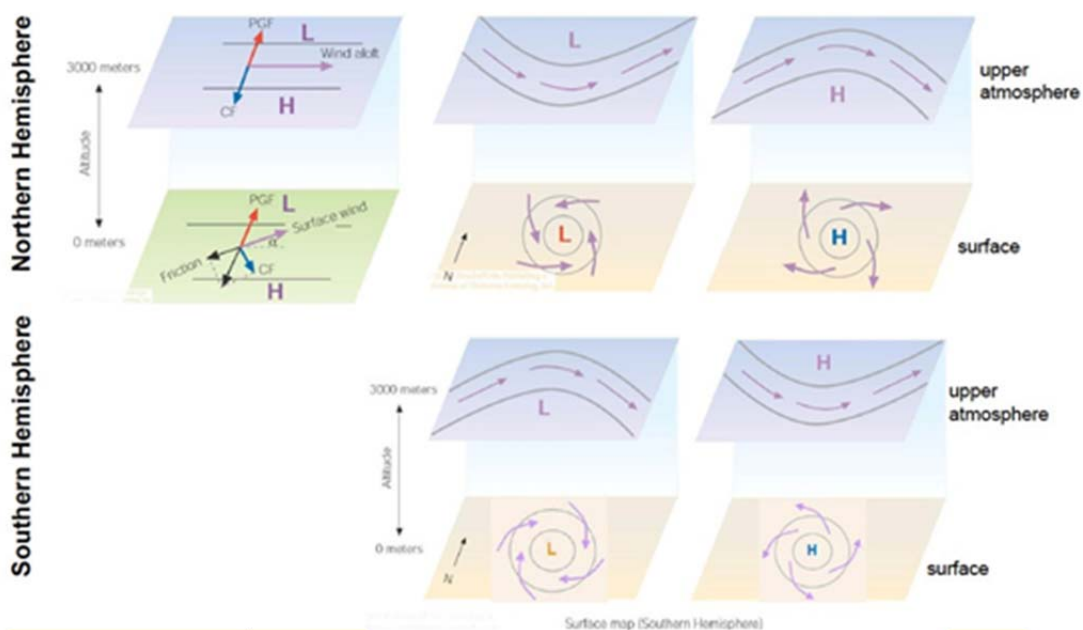 Northern Hemisphere
3000 meters
Altitude
0 meters
PGF
L
Wind aloft
CF
H
PGF
L
Surface wind
α
Friction
CF
H
L
H
upper
atmosphere
N
L
H
surface
Southern Hemisphere
3000 meters
Altitude
0 meters
L
H
upper
atmosphere
N
L
H
surface
Surface map (Southern Hemisphere)